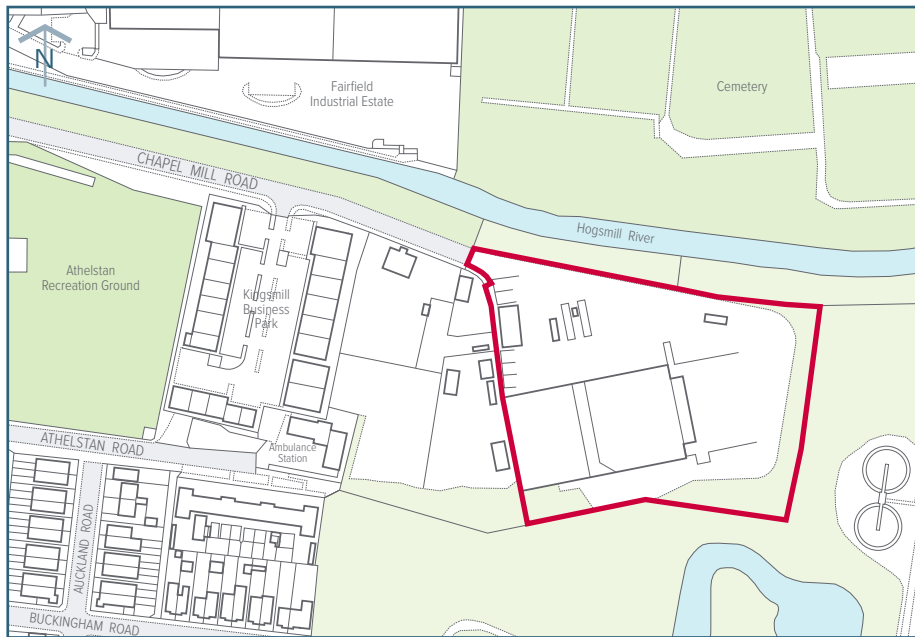 N
Fairfield
Industrial Estate
Cemetery
CHAPEL MILL ROAD
Hogsmill River
Athelstan
Recreation Ground
Kingsmill
Business
Park
ATHELSTAN ROAD
Ambulance
Station
AUCKLAND ROAD
BUCKINGHAM ROAD